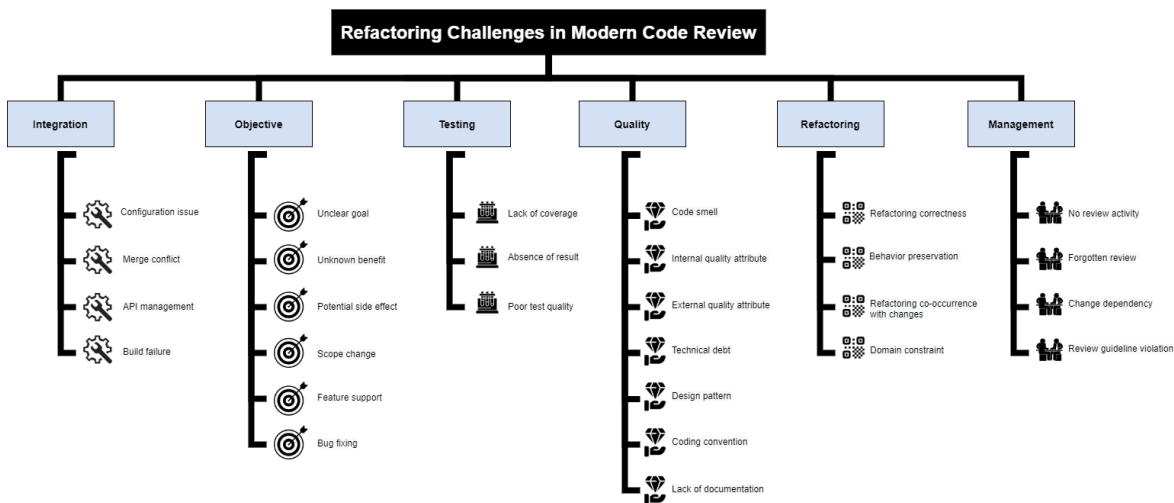 Refactoring Challenges in Modern Code Review
Integration
Configuration issue
Merge conflict
API management
Build failure
Objective
Unclear goal
Unknown benefit
Potential side effect
Scope change
Feature support
Bug fixing
Testing
Lack of coverage
Absence of result
Poor test quality
Quality
Code smell
Internal quality attribute
External quality attribute
Technical debt
Design pattern
Coding convention
Lack of documentation
Refactoring
Refactoring correctness
Behavior preservation
Refactoring co-occurrence
with changes
Domain constraint
Management
No review activity
Forgotten review
Change dependency
Review guideline violation